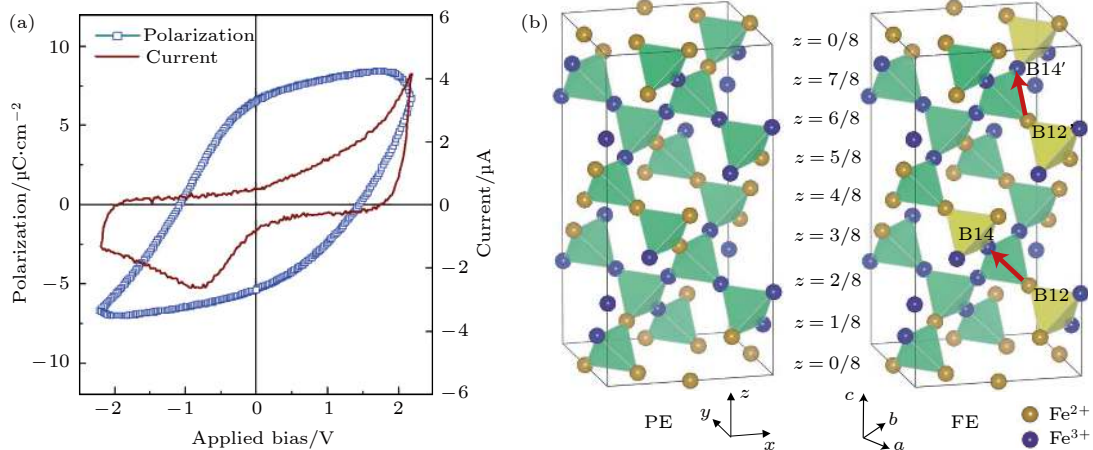 (a)
Polarization
Current
Polarization/μC·cm⁻²
10
5
0
−5
−10
6
4
2
0
−2
−4
−6
Current/μA
−2
−1
0
1
2
Applied bias/V
(b)
z = 0/8
z = 7/8
z = 6/8
z = 5/8
z = 4/8
z = 3/8
z = 2/8
z = 1/8
z = 0/8
B14′
B12′
B14
B12
PE
z
y
x
c
b
a
FE
Fe²⁺
Fe³⁺